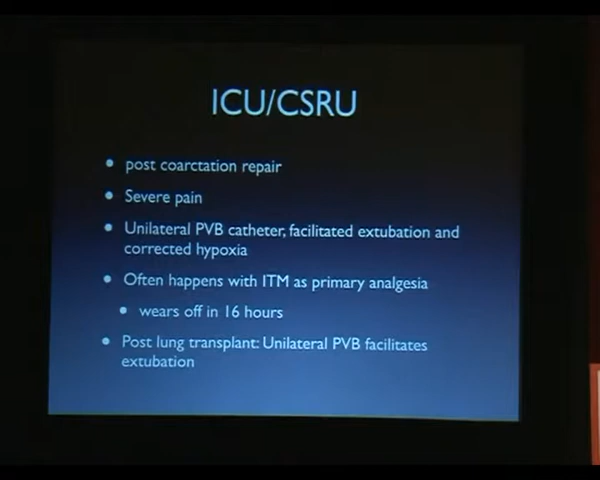 ICU/CSRU
• post coarctation repair
• Severe pain
• Unilateral PVB catheter, facilitated extubation and
corrected hypoxia
• Often happens with ITM as primary analgesia
• wears off in 16 hours
• Post lung transplant: Unilateral PVB facilitates
extubation